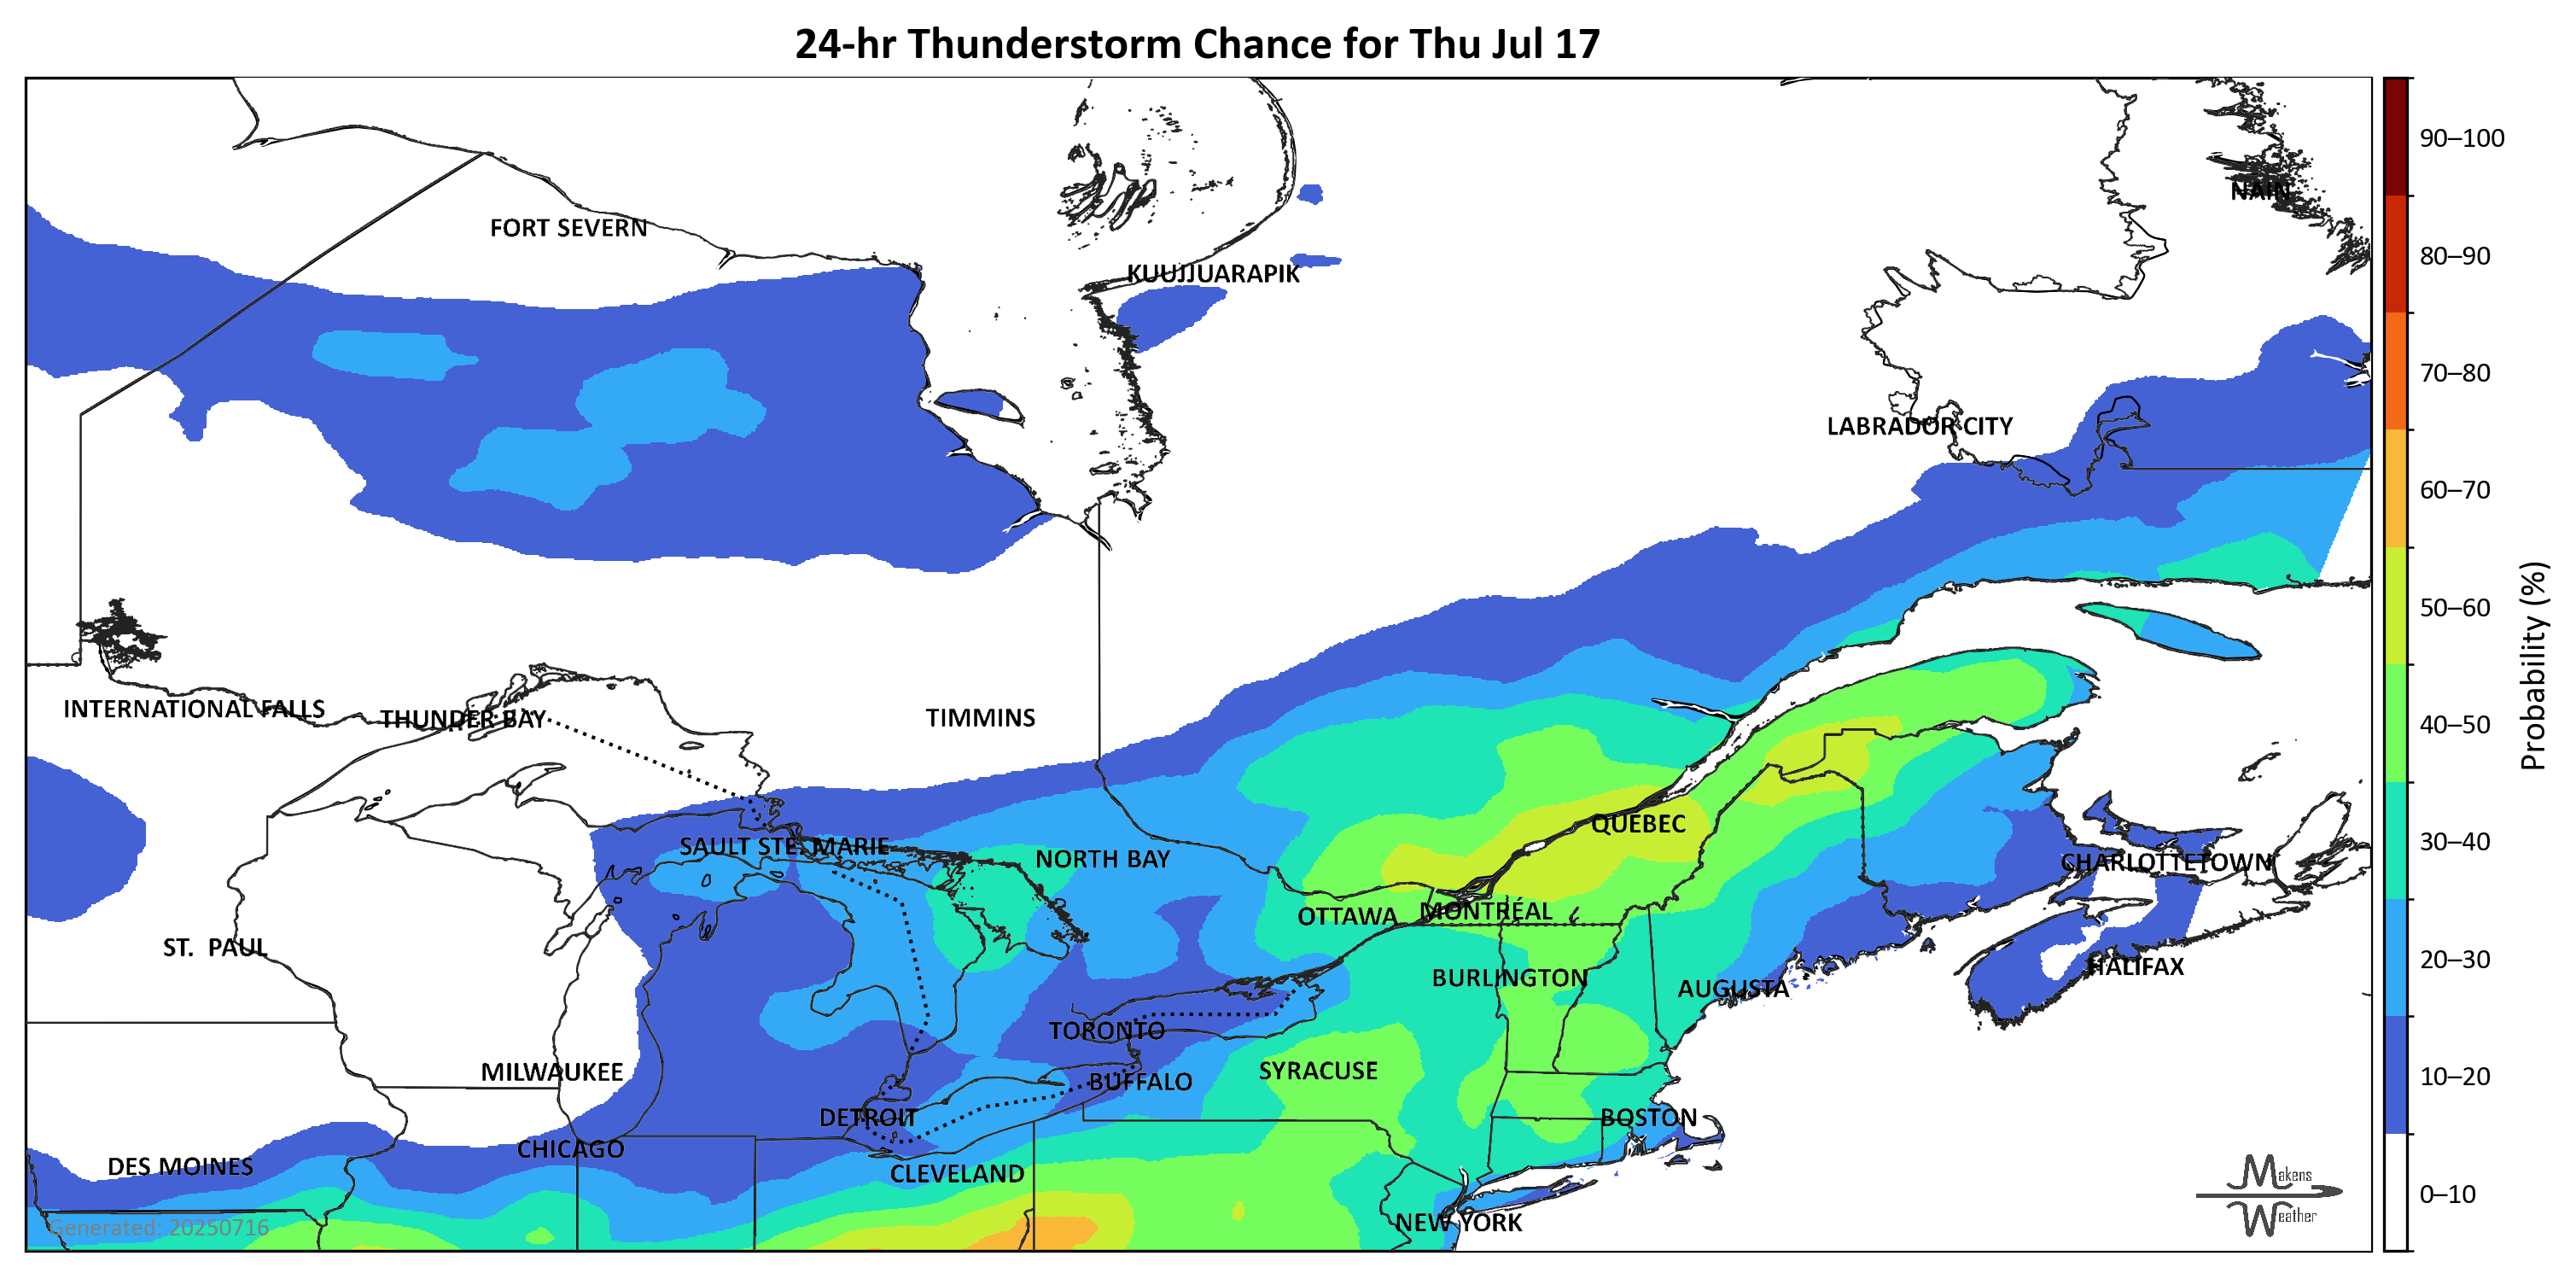 24-hr Thunderstorm Chance for Thu Jul 17
90–100
NAIN
FORT SEVERN
80–90
KUUJJUARAPIK
70–80
LABRADOR CITY
60–70
50–60
Probability (%)
INTERNATIONAL FALLS
THUNDER BAY
TIMMINS
40–50
QUEBEC
30–40
SAULT STE. MARIE
NORTH BAY
CHARLOTTETOWN
OTTAWA
MONTRÉAL
ST. PAUL
20–30
HALIFAX
BURLINGTON
AUGUSTA
TORONTO
MILWAUKEE
SYRACUSE
10–20
BUFFALO
DETROIT
BOSTON
CHICAGO
DES MOINES
CLEVELAND
Makens
Weather
0–10
NEW YORK
Generated: 20250716